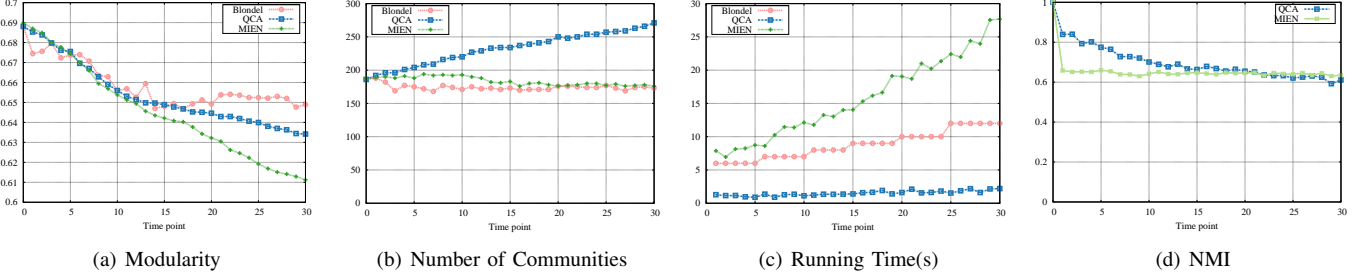 0.7
0.69
0.68
0.67
0.66
0.65
0.64
0.63
0.62
0.61
0.6
0 5 10 15 20 25 30
Time point
Blondel
QCA
MIEN
(a) Modularity
300
250
200
150
100
50
0
0 5 10 15 20 25 30
Time point
Blondel
QCA
MIEN
(b) Number of Communities
30
25
20
15
10
5
0
0 5 10 15 20 25 30
Time point
Blondel
QCA
MIEN
(c) Running Time(s)
1
0.8
0.6
0.4
0.2
0
0 5 10 15 20 25 30
Time point
QCA
MIEN
(d) NMI